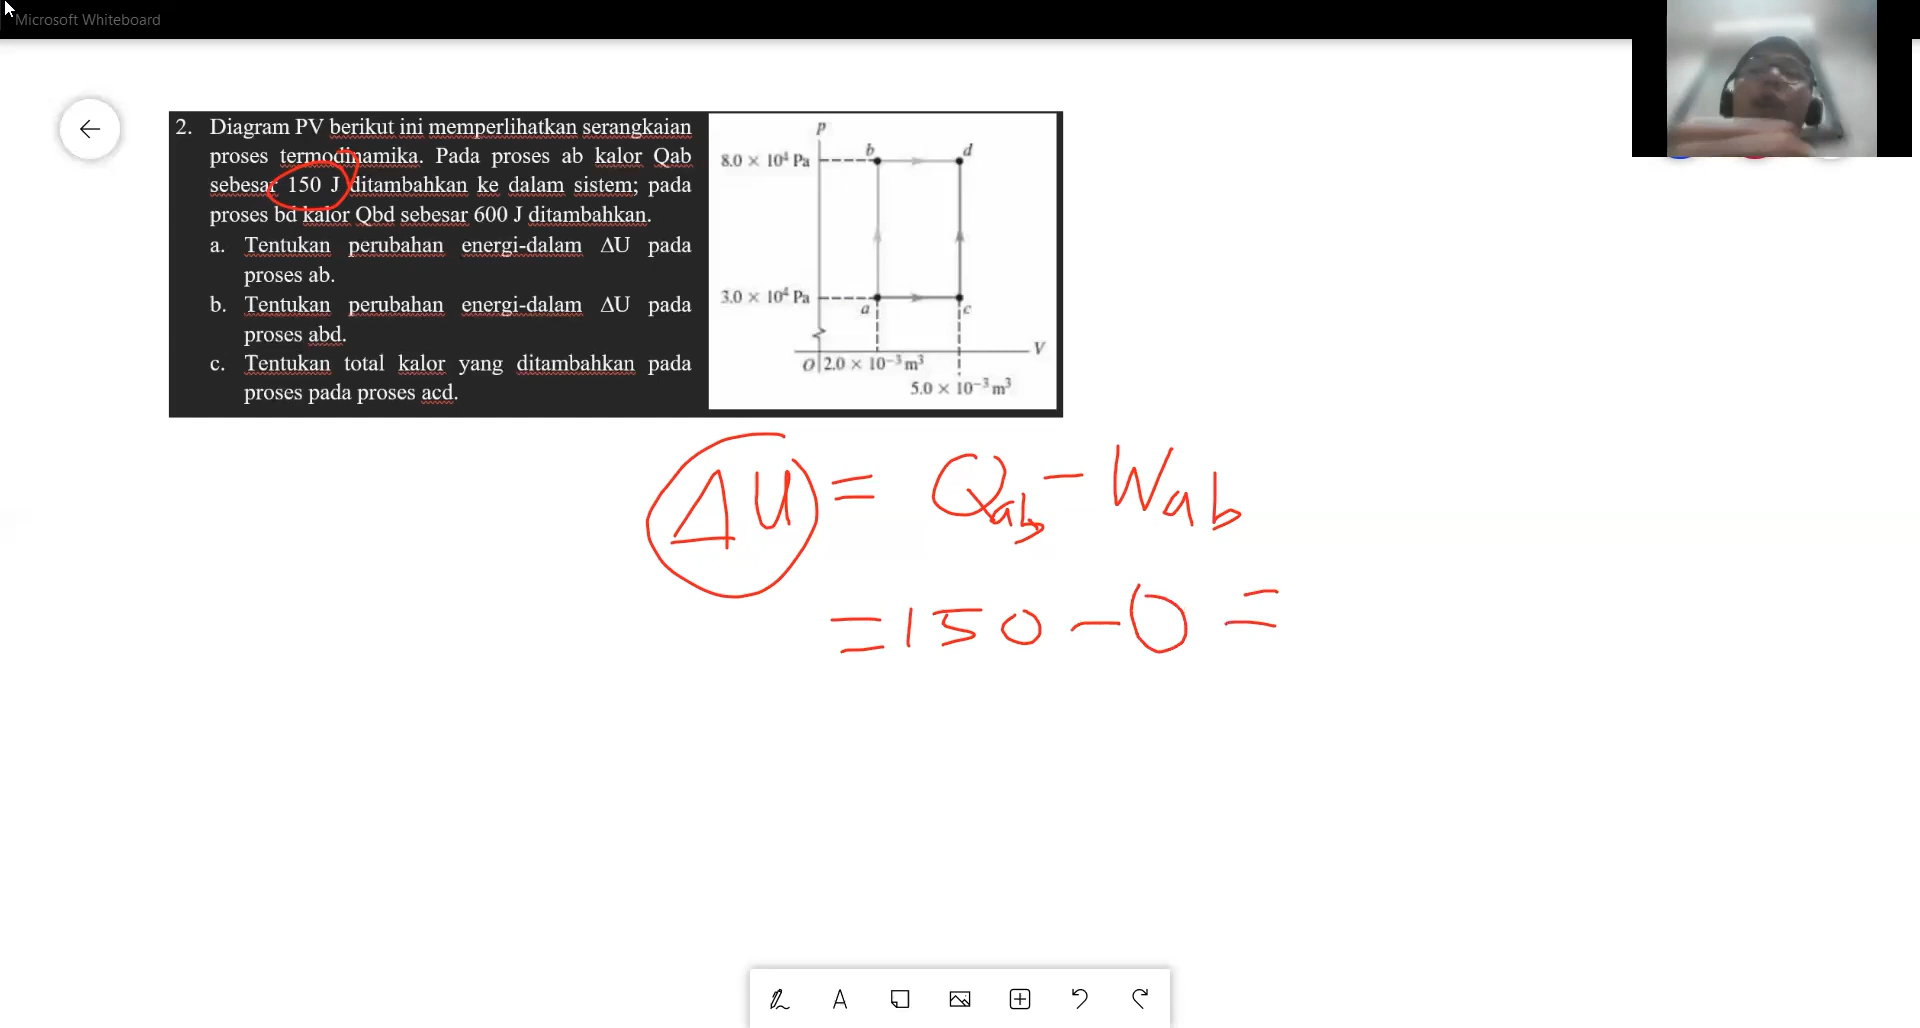 Microsoft Whiteboard
2. Diagram PV berikut ini memperlihatkan serangkaian
proses termodinamika. Pada proses ab kalor Qab
sebesar 150 J ditambahkan ke dalam sistem; pada
proses bd kalor Qbd sebesar 600 J ditambahkan.
a. Tentukan perubahan energi-dalam ΔU pada
proses ab.
b. Tentukan perubahan energi-dalam ΔU pada
proses abd.
c. Tentukan total kalor yang ditambahkan pada
proses pada proses acd.
p
8.0 × 10⁴ Pa
b
d
3.0 × 10⁴ Pa
a
c
V
O
2.0 × 10⁻³ m³
5.0 × 10⁻³ m³
ΔU = Qab - Wab
= 150 - 0 =
A